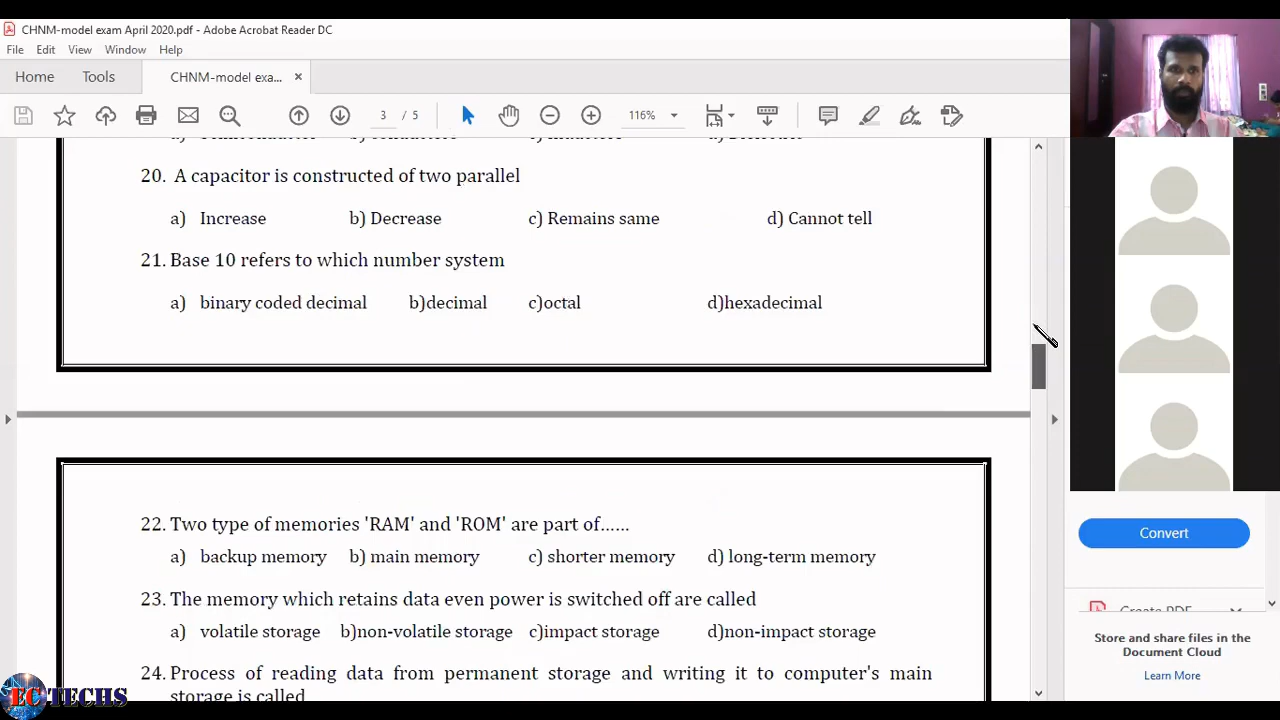 CHNM-model exam April 2020.pdf - Adobe Acrobat Reader DC
File Edit View Window Help
Home Tools CHNM-model exa... ×
3 / 5 116%
20. A capacitor is constructed of two parallel
a) Increase b) Decrease c) Remains same d) Cannot tell
21. Base 10 refers to which number system
a) binary coded decimal b)decimal c)octal d)hexadecimal
22. Two type of memories 'RAM' and 'ROM' are part of......
a) backup memory b) main memory c) shorter memory d) long-term memory
23. The memory which retains data even power is switched off are called
a) volatile storage b)non-volatile storage c)impact storage d)non-impact storage
24. Process of reading data from permanent storage and writing it to computer's main
storage is called
Convert
Create PDF
Store and share files in the
Document Cloud
Learn More
EC TECHS